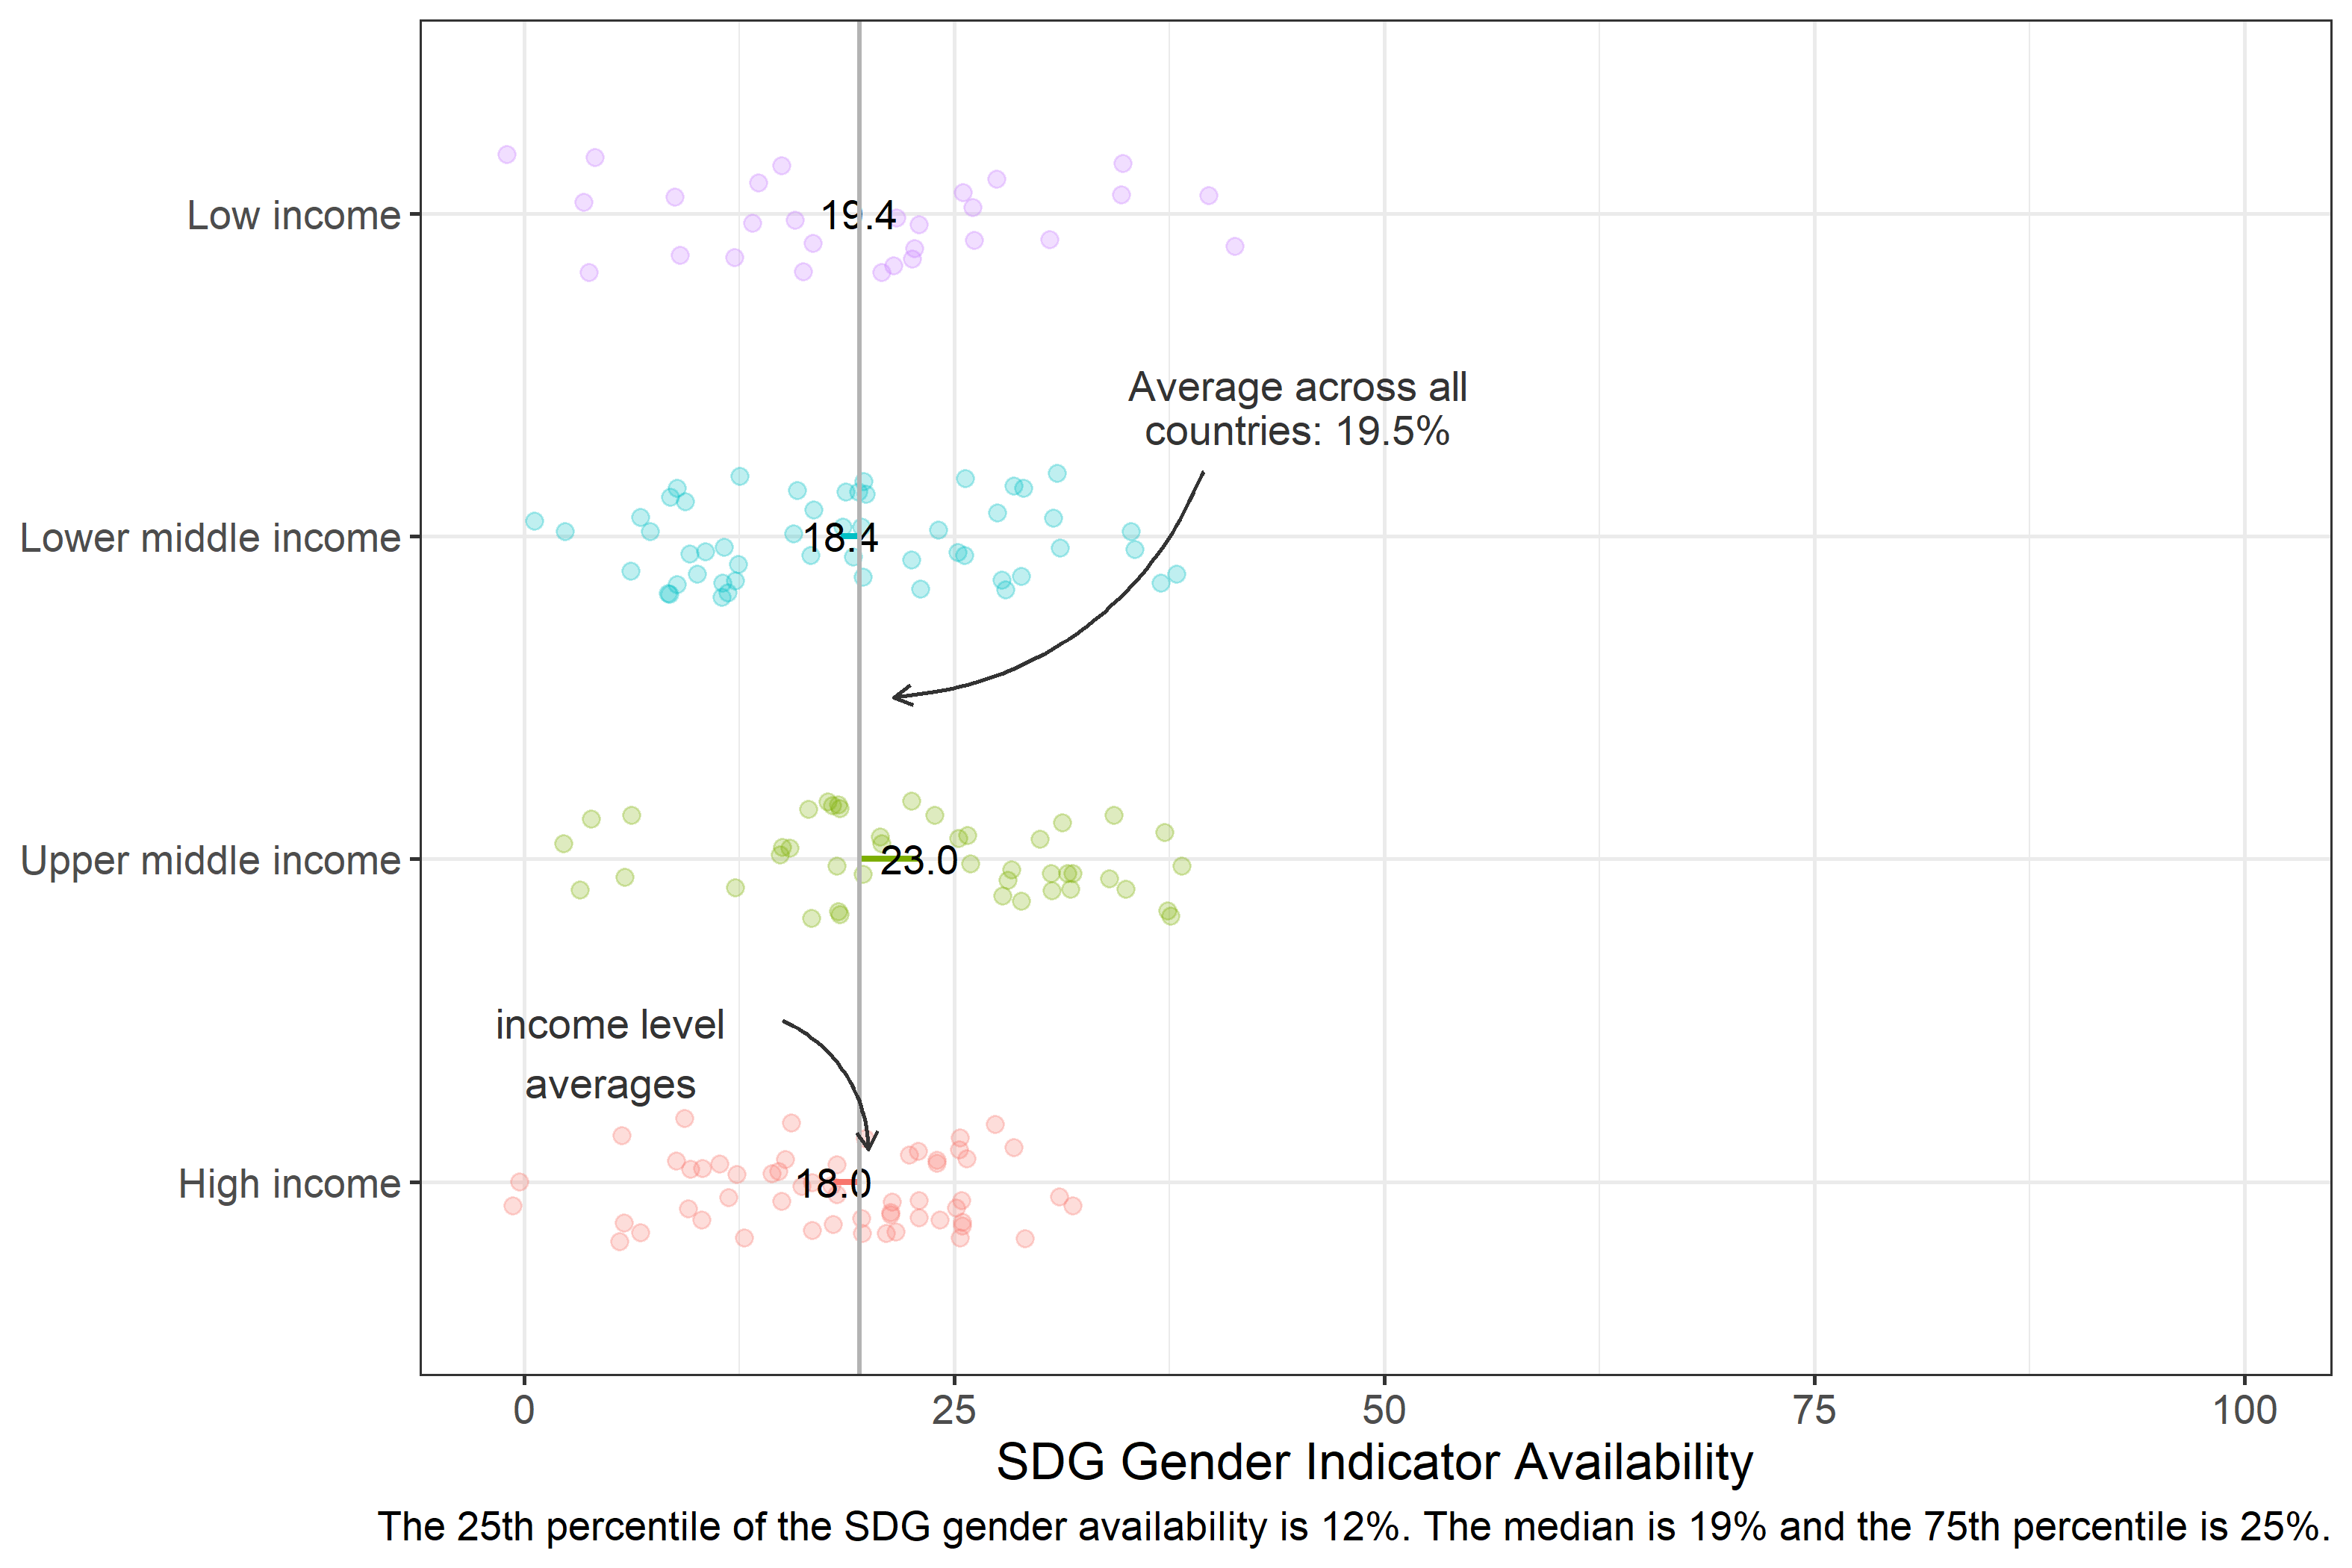 Low income
19.4
Average across all
countries: 19.5%
Lower middle income
18.4
Upper middle income
23.0
income level
averages
High income
18.0
0
25
50
75
100
SDG Gender Indicator Availability
The 25th percentile of the SDG gender availability is 12%. The median is 19% and the 75th percentile is 25%.